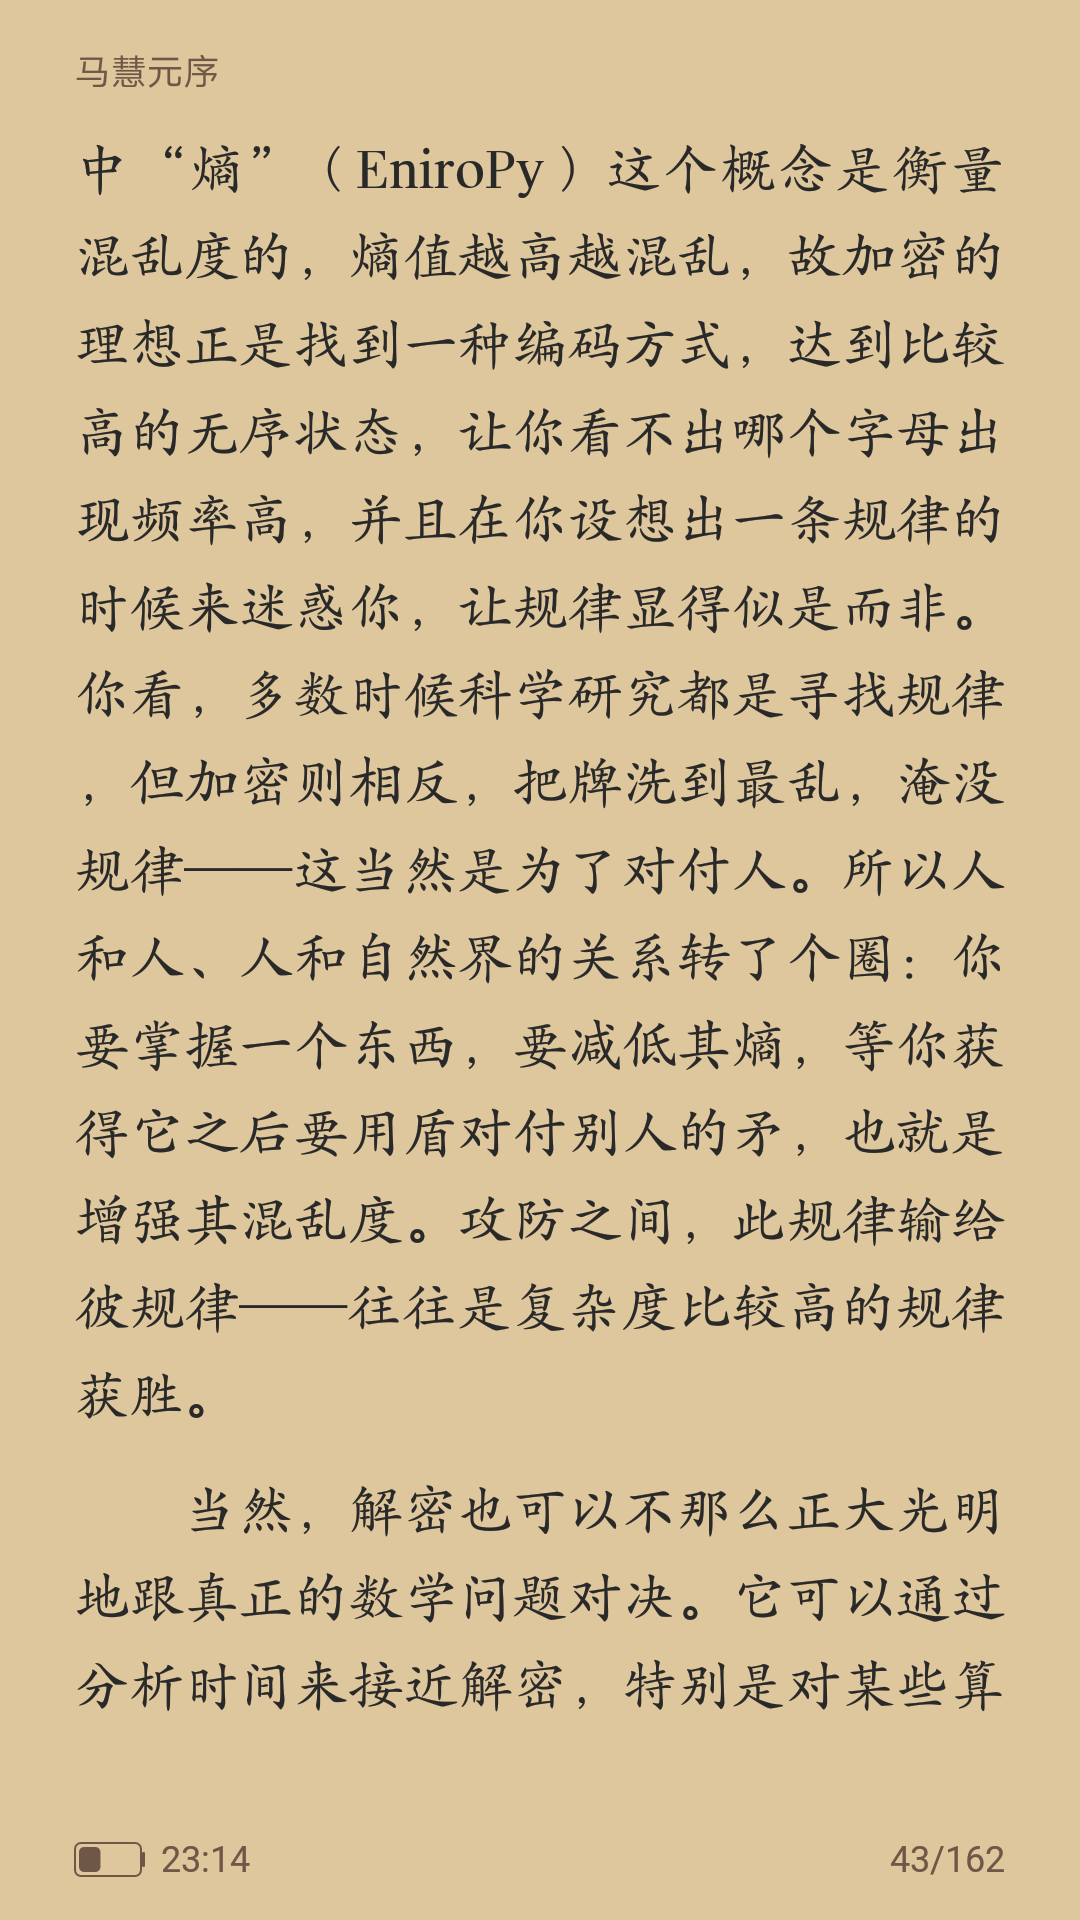 马慧元序
中“熵”（EniroPy）这个概念是衡量
混乱度的，熵值越高越混乱，故加密的
理想正是找到一种编码方式，达到比较
高的无序状态，让你看不出哪个字母出
现频率高，并且在你设想出一条规律的
时候来迷惑你，让规律显得似是而非。
你看，多数时候科学研究都是寻找规律
，但加密则相反，把牌洗到最乱，淹没
规律——这当然是为了对付人。所以人
和人、人和自然界的关系转了个圈：你
要掌握一个东西，要减低其熵，等你获
得它之后要用盾对付别人的矛，也就是
增强其混乱度。攻防之间，此规律输给
彼规律——往往是复杂度比较高的规律
获胜。
当然，解密也可以不那么正大光明
地跟真正的数学问题对决。它可以通过
分析时间来接近解密，特别是对某些算
23:14
43/162